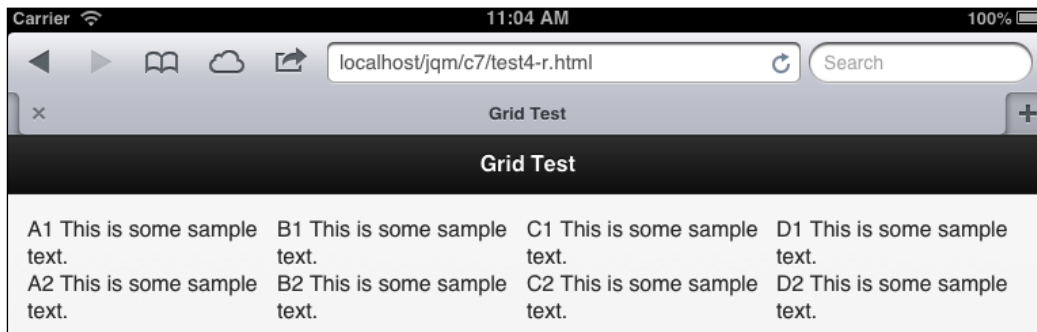 Carrier 11:04 AM 100%
localhost/jqm/c7/test4-r.html Search
Grid Test
Grid Test
A1 This is some sample text.
B1 This is some sample text.
C1 This is some sample text.
D1 This is some sample text.
A2 This is some sample text.
B2 This is some sample text.
C2 This is some sample text.
D2 This is some sample text.